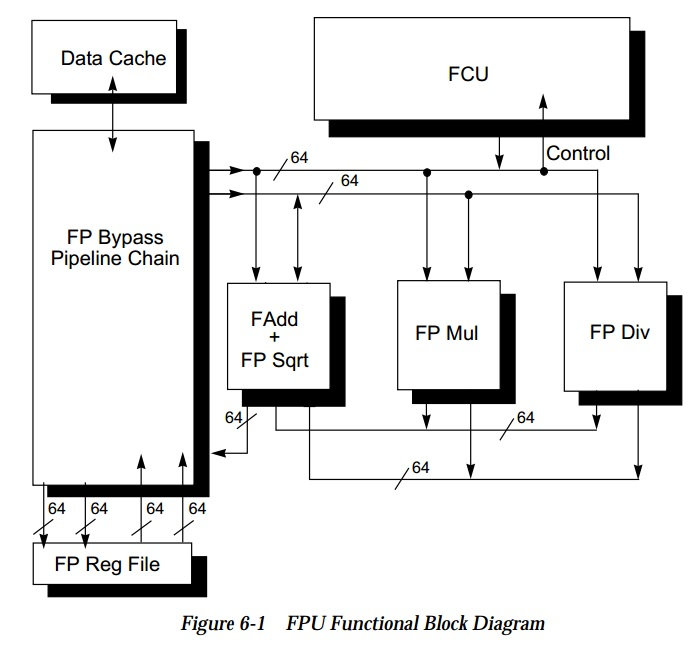 Data Cache
FCU
Control
64
64
FP Bypass
Pipeline Chain
FAdd
+
FP Sqrt
FP Mul
FP Div
64
64
64
64
64
64
64
FP Reg File
Figure 6-1 FPU Functional Block Diagram